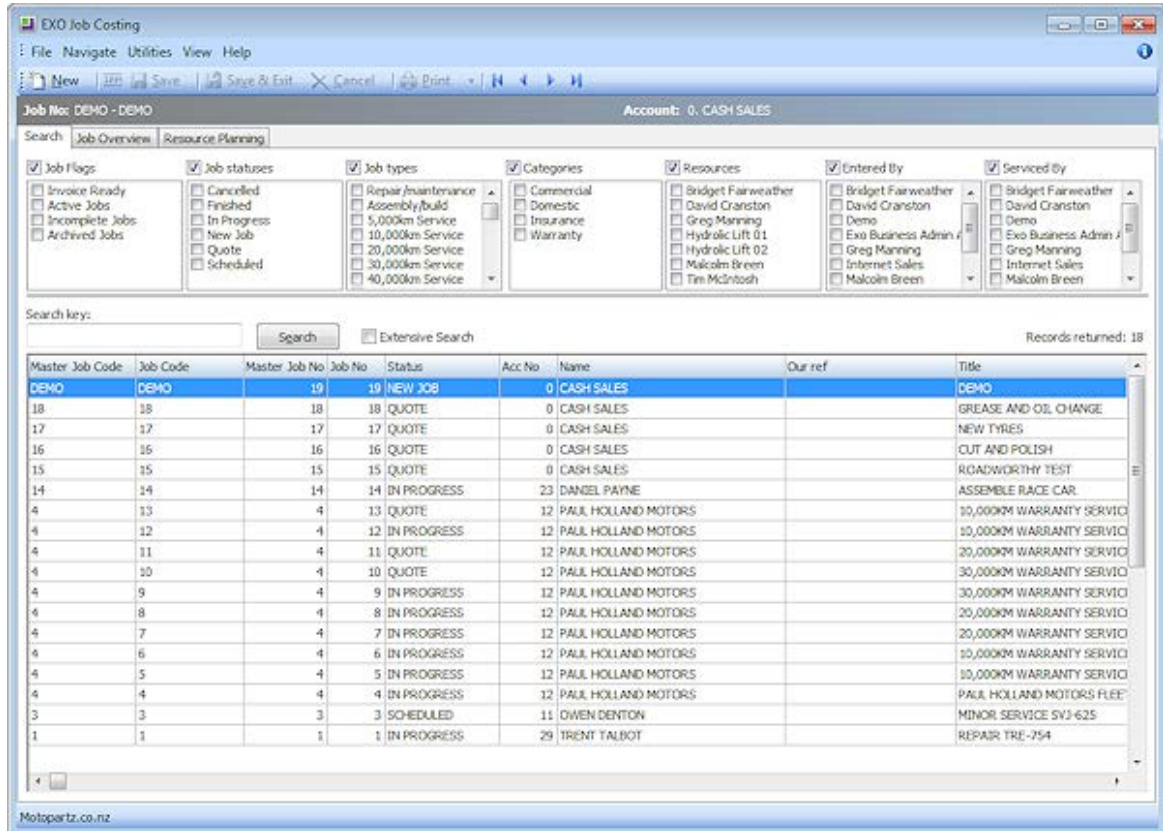 EXO Job Costing
File Navigate Utilities View Help
New Save Save & Exit Cancel Print
Job No: DEMO - DEMO Account: 0. CASH SALES
Search Job Overview Resource Planning
Job Flags Job statuses Job types Categories Resources Entered By Serviced By
Invoice Ready Cancelled Repair/maintenance Commercial Bridget Fairweather Bridget Fairweather Bridget Fairweather
Active Jobs Finished Assembly/build Domestic David Cranston David Cranston David Cranston
Incomplete Jobs In Progress 5,000km Service Insurance Greg Manning Demo Demo
Archived Jobs New Job 10,000km Service Warranty Hydrolic Lift 01 Exo Business Admin Exo Business Admin
Quote 20,000km Service Hydrolic Lift 02 Greg Manning Greg Manning
Scheduled 30,000km Service Malcolm Breen Internet Sales Internet Sales
40,000km Service Tim McIntosh Malcolm Breen Malcolm Breen
Search key:
Search Extensive Search Records returned: 18
Master Job Code Job Code Master Job No Job No Status Acc No Name Our ref Title
DEMO DEMO 19 19 NEW JOB 0 CASH SALES DEMO
18 18 18 18 QUOTE 0 CASH SALES GREASE AND OIL CHANGE
17 17 17 17 QUOTE 0 CASH SALES NEW TYRES
16 16 16 16 QUOTE 0 CASH SALES CUT AND POLISH
15 15 15 15 QUOTE 0 CASH SALES ROADWORTHY TEST
14 14 14 14 IN PROGRESS 23 DANIEL PAYNE ASSEMBLE RACE CAR
4 13 4 13 QUOTE 12 PAUL HOLLAND MOTORS 10,000KM WARRANTY SERVIC
4 12 4 12 IN PROGRESS 12 PAUL HOLLAND MOTORS 10,000KM WARRANTY SERVIC
4 11 4 11 QUOTE 12 PAUL HOLLAND MOTORS 20,000KM WARRANTY SERVIC
4 10 4 10 QUOTE 12 PAUL HOLLAND MOTORS 30,000KM WARRANTY SERVIC
4 9 4 9 IN PROGRESS 12 PAUL HOLLAND MOTORS 30,000KM WARRANTY SERVIC
4 8 4 8 IN PROGRESS 12 PAUL HOLLAND MOTORS 20,000KM WARRANTY SERVIC
4 7 4 7 IN PROGRESS 12 PAUL HOLLAND MOTORS 20,000KM WARRANTY SERVIC
4 6 4 6 IN PROGRESS 12 PAUL HOLLAND MOTORS 10,000KM WARRANTY SERVIC
4 5 4 5 IN PROGRESS 12 PAUL HOLLAND MOTORS 10,000KM WARRANTY SERVIC
4 4 4 4 IN PROGRESS 12 PAUL HOLLAND MOTORS PAUL HOLLAND MOTORS FLEET
3 3 3 3 SCHEDULED 11 OWEN DENTON MINOR SERVICE SVJ-625
1 1 1 1 IN PROGRESS 29 TRENT TALBOT REPAIR TRE-754
Motopartz.co.nz